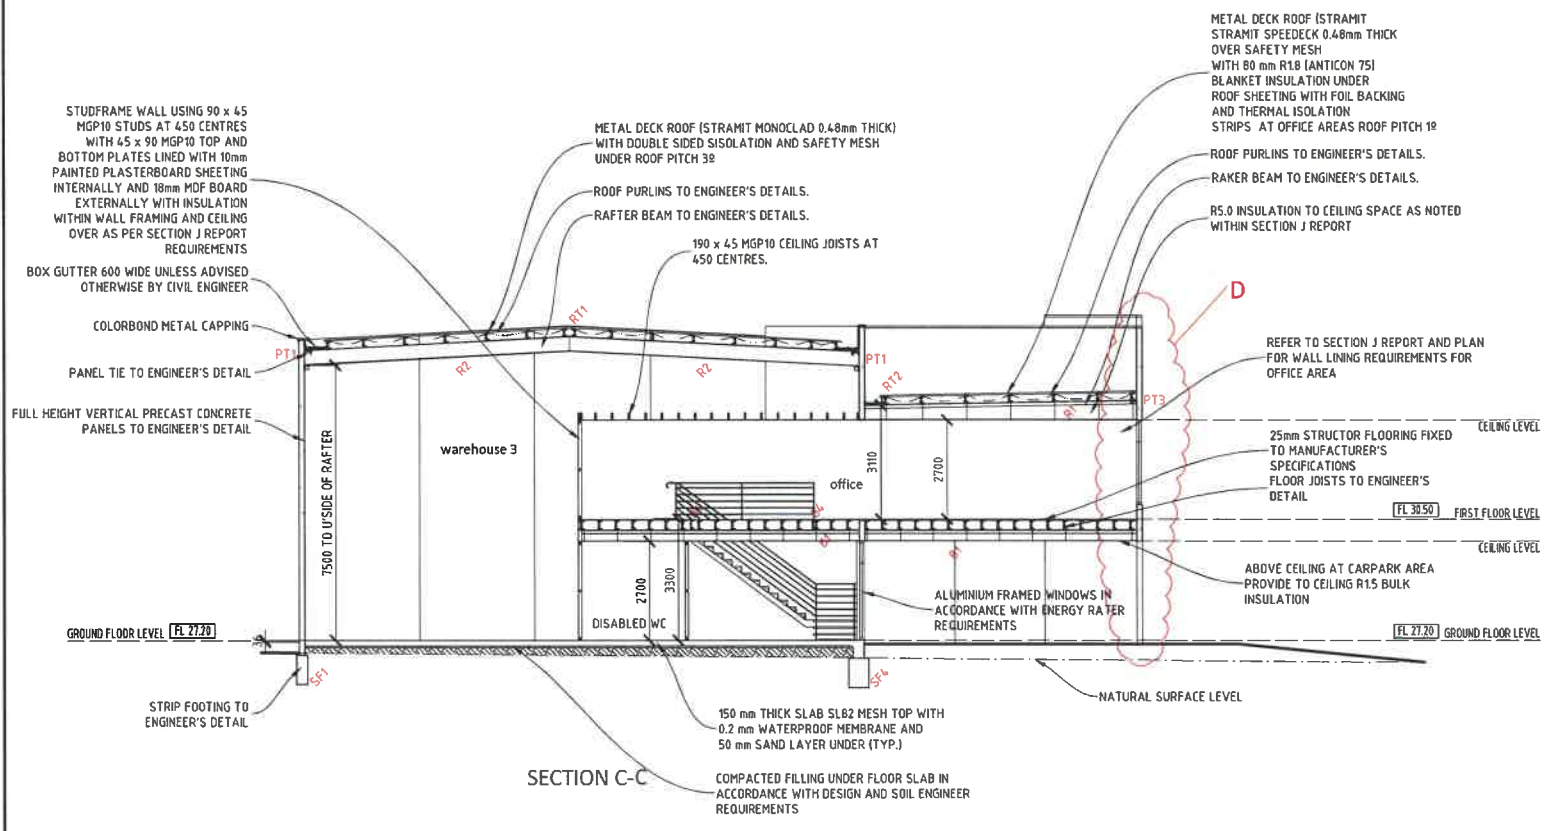 METAL DECK ROOF (STRAMIT
STRAMIT SPEEDECK 0.48mm THICK
OVER SAFETY MESH
WITH 80 mm R1.8 (ANTICON 75)
BLANKET INSULATION UNDER
ROOF SHEETING WITH FOIL BACKING
AND THERMAL ISOLATION
STRIPS AT OFFICE AREAS ROOF PITCH 1º
STUDFRAME WALL USING 90 x 45
MGP10 STUDS AT 450 CENTRES
WITH 45 x 90 MGP10 TOP AND
BOTTOM PLATES LINED WITH 10mm
PAINTED PLASTERBOARD SHEETING
INTERNALLY AND 18mm MDF BOARD
EXTERNALLY WITH INSULATION
WITHIN WALL FRAMING AND CEILING
OVER AS PER SECTION J REPORT
REQUIREMENTS
METAL DECK ROOF (STRAMIT MONOCLAD 0.48mm THICK)
WITH DOUBLE SIDED SISOLATION AND SAFETY MESH
UNDER ROOF PITCH 3º
ROOF PURLINS TO ENGINEER'S DETAILS.
RAFTER BEAM TO ENGINEER'S DETAILS.
190 x 45 MGP10 CEILING JOISTS AT
450 CENTRES.
ROOF PURLINS TO ENGINEER'S DETAILS.
RAKER BEAM TO ENGINEER'S DETAILS.
R5.0 INSULATION TO CEILING SPACE AS NOTED
WITHIN SECTION J REPORT
BOX GUTTER 600 WIDE UNLESS ADVISED
OTHERWISE BY CIVIL ENGINEER
COLORBOND METAL CAPPING
PANEL TIE TO ENGINEER'S DETAIL
FULL HEIGHT VERTICAL PRECAST CONCRETE
PANELS TO ENGINEER'S DETAIL
D
RT1
PT1
R2
R2
PT1
RT2
R1
PT3
REFER TO SECTION J REPORT AND PLAN
FOR WALL LINING REQUIREMENTS FOR
OFFICE AREA
CEILING LEVEL
25mm STRUCTOR FLOORING FIXED
TO MANUFACTURER'S
SPECIFICATIONS
FLOOR JOISTS TO ENGINEER'S
DETAIL
warehouse 3
7500 TO U'SIDE OF RAFTER
office
3110
2700
FL 30.50 FIRST FLOOR LEVEL
CEILING LEVEL
B1
2700
3300
DISABLED WC
ALUMINIUM FRAMED WINDOWS IN
ACCORDANCE WITH ENERGY RATER
REQUIREMENTS
ABOVE CEILING AT CARPARK AREA
PROVIDE TO CEILING R1.5 BULK
INSULATION
GROUND FLOOR LEVEL FL 27.20
FL 27.20 GROUND FLOOR LEVEL
SF1
SF4
NATURAL SURFACE LEVEL
STRIP FOOTING TO
ENGINEER'S DETAIL
150 mm THICK SLAB SL82 MESH TOP WITH
0.2 mm WATERPROOF MEMBRANE AND
50 mm SAND LAYER UNDER (TYP.)
SECTION C-C
COMPACTED FILLING UNDER FLOOR SLAB IN
ACCORDANCE WITH DESIGN AND SOIL ENGINEER
REQUIREMENTS